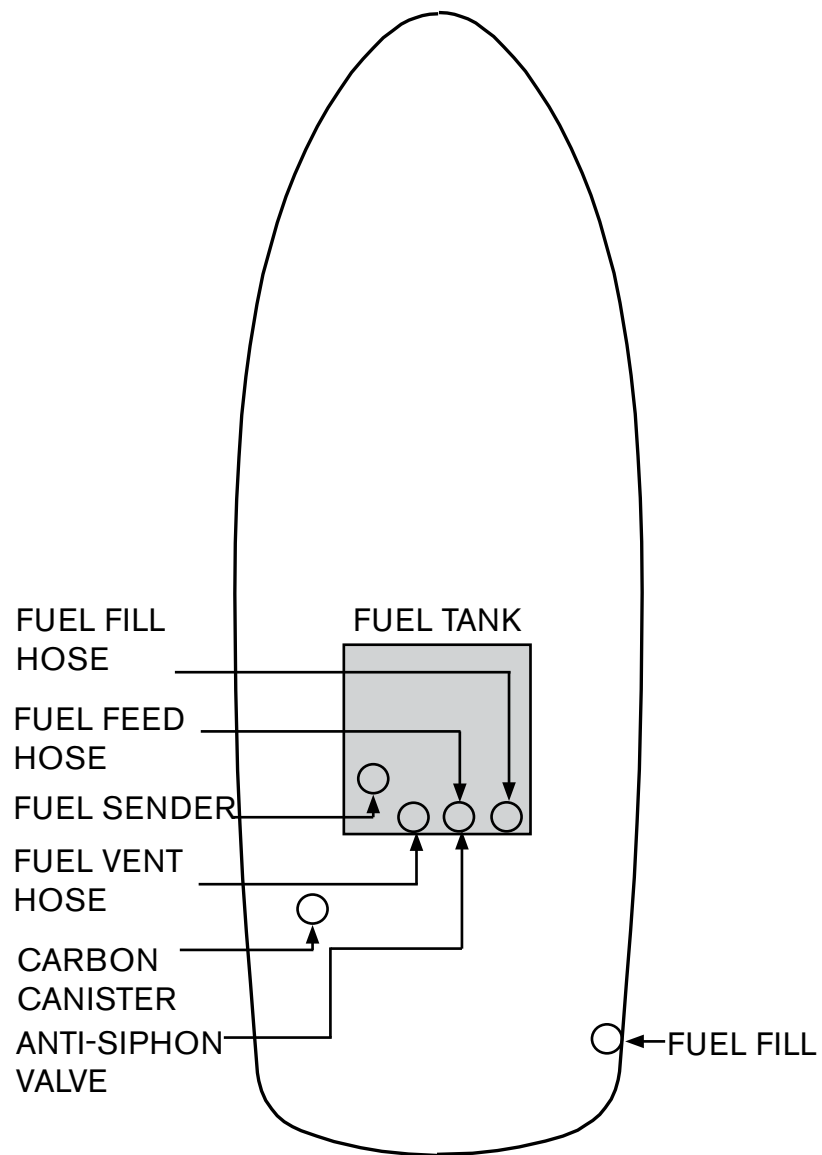 FUEL FILL
HOSE
FUEL TANK
FUEL FEED
HOSE
FUEL SENDER
FUEL VENT
HOSE
CARBON
CANISTER
ANTI-SIPHON
VALVE
FUEL FILL